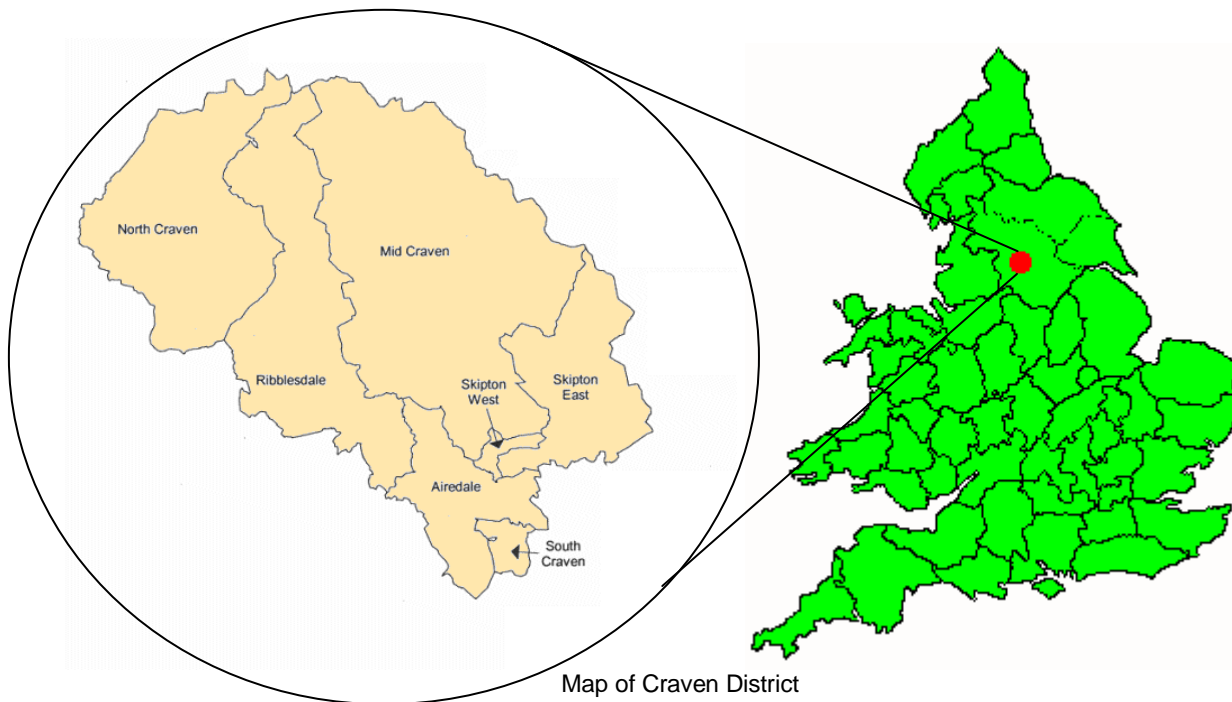 North Craven
Mid Craven
Ribblesdale
Skipton
West
Skipton
East
Airedale
South
Craven
Map of Craven District